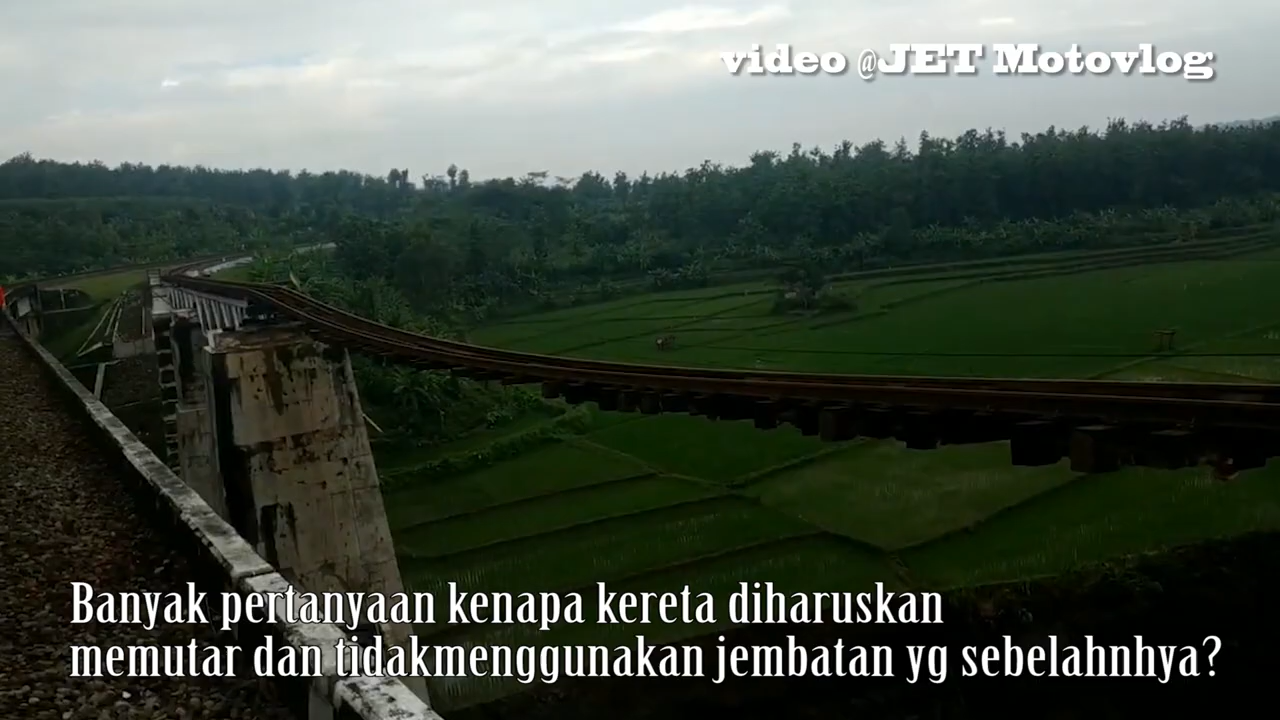 video @JET Motovlog
Banyak pertanyaan kenapa kereta diharuskan
memutar dan tidakmenggunakan jembatan yg sebelahnhya?